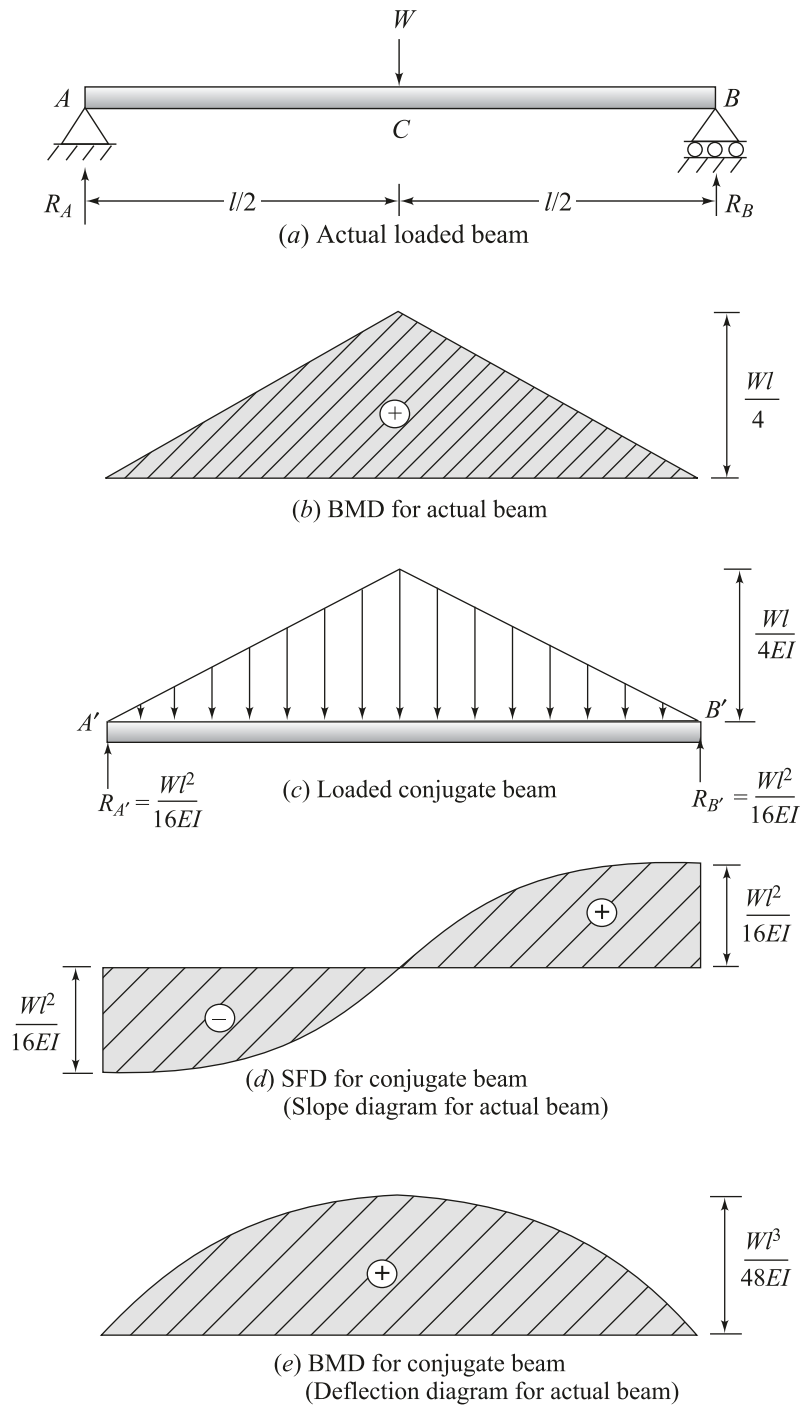 W
A
B
C
R_A
l/2
l/2
R_B
(a) Actual loaded beam
+
Wl/4
(b) BMD for actual beam
Wl/4EI
A′
B′
R_A′ = Wl²/16EI
(c) Loaded conjugate beam
R_B′ = Wl²/16EI
+
Wl²/16EI
–
Wl²/16EI
(d) SFD for conjugate beam
(Slope diagram for actual beam)
+
Wl³/48EI
(e) BMD for conjugate beam
(Deflection diagram for actual beam)